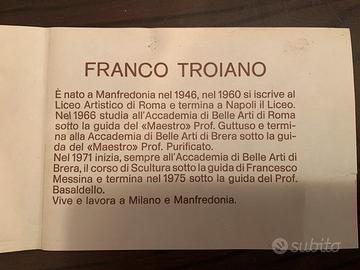 FRANCO TROIANO
È nato a Manfredonia nel 1946, nel 1960 si iscrive al
Liceo Artistico di Roma e termina a Napoli il Liceo.
Nel 1966 studia all'Accademia di Belle Arti di Roma
sotto la guida del «Maestro» Prof. Guttuso e termi-
na alla Accademia di Belle Arti di Brera sotto la gui-
da del «Maestro» Prof. Purificato.
Nel 1971 inizia, sempre all'Accademia di Belle Arti di
Brera, il corso di Scultura sotto la guida di Francesco
Messina e termina nel 1975 sotto la guida del Prof.
Basaldello.
Vive e lavora a Milano e Manfredonia.
subito